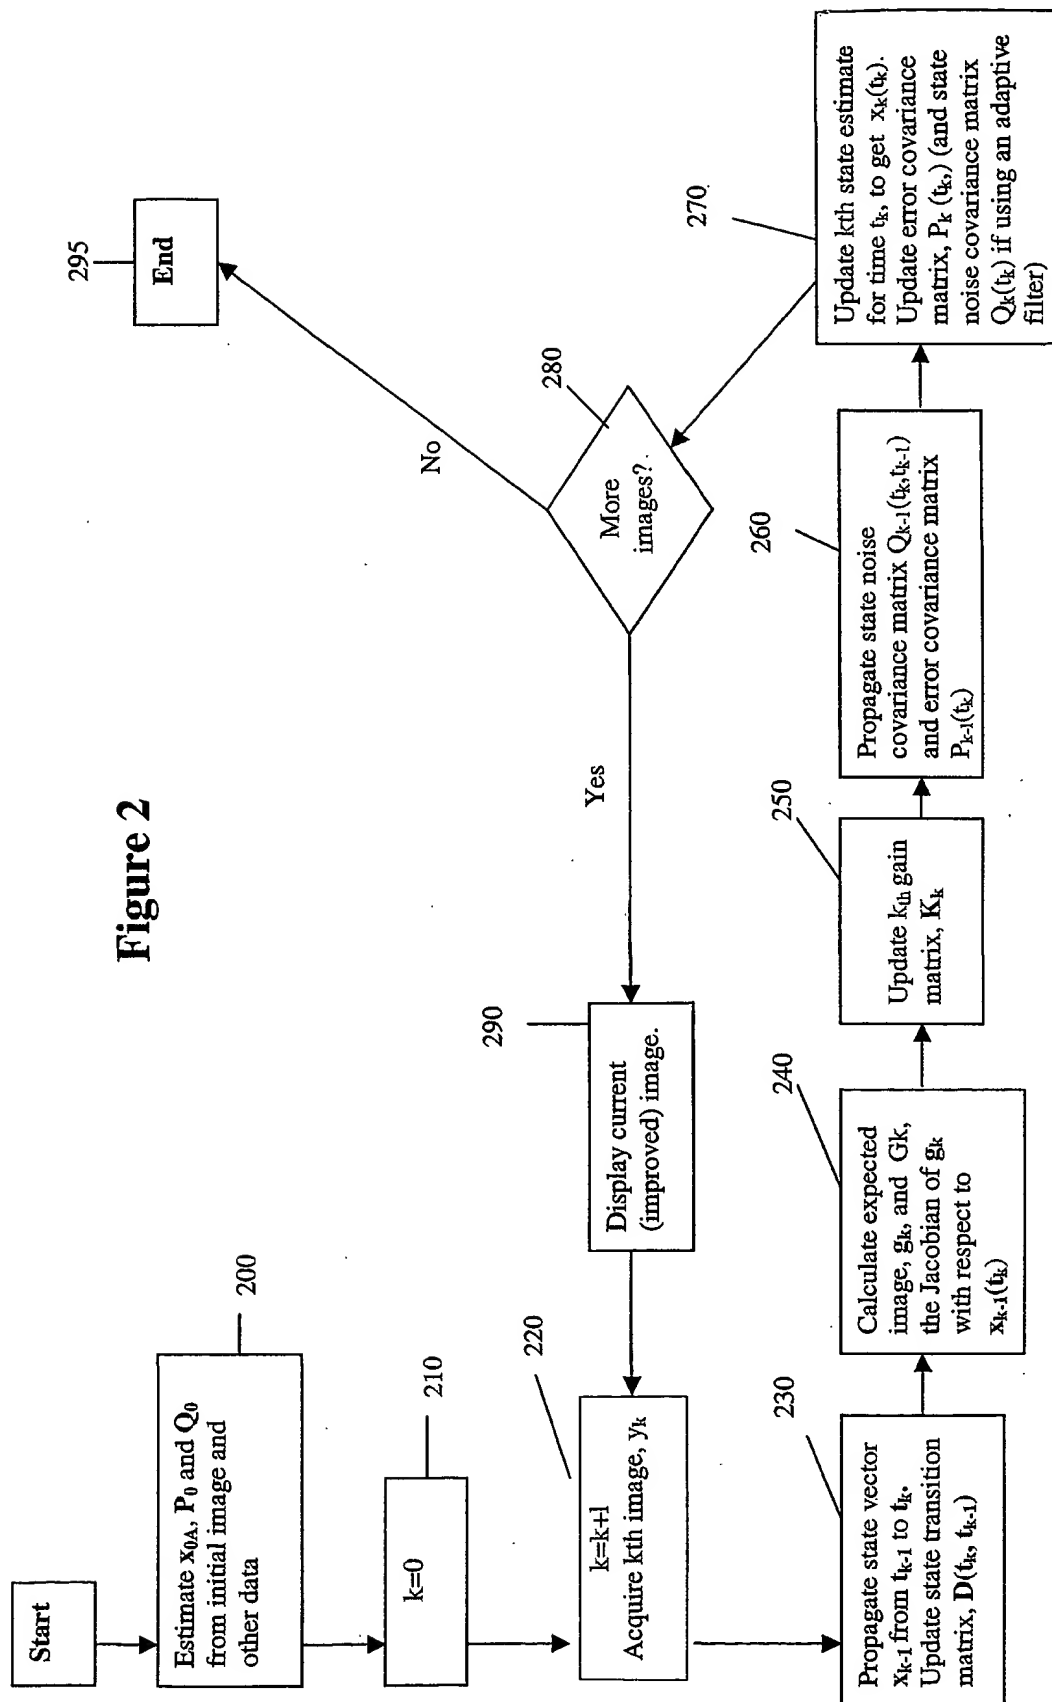 Figure 2
Start
Estimate x0A, P0 and Q0
from initial image and
other data
200
k=0
210
k=k+1
Acquire kth image, yk
220
Propagate state vector
xk-1 from tk-1 to tk.
Update state transition
matrix, D(tk, tk-1)
230
Calculate expected
image, gk, and Gk,
the Jacobian of gk
with respect to
xk-1(tk)
240
Update kth gain
matrix, Kk
250
Propagate state noise
covariance matrix Qk-1(tk,tk-1)
and error covariance matrix
Pk-1(tk)
260
Update kth state estimate
for time tk, to get xk(tk).
Update error covariance
matrix, Pk (tk,) (and state
noise covariance matrix
Qk(tk) if using an adaptive
filter)
270
More
images?
280
Yes
No
Display current
(improved) image.
290
End
295